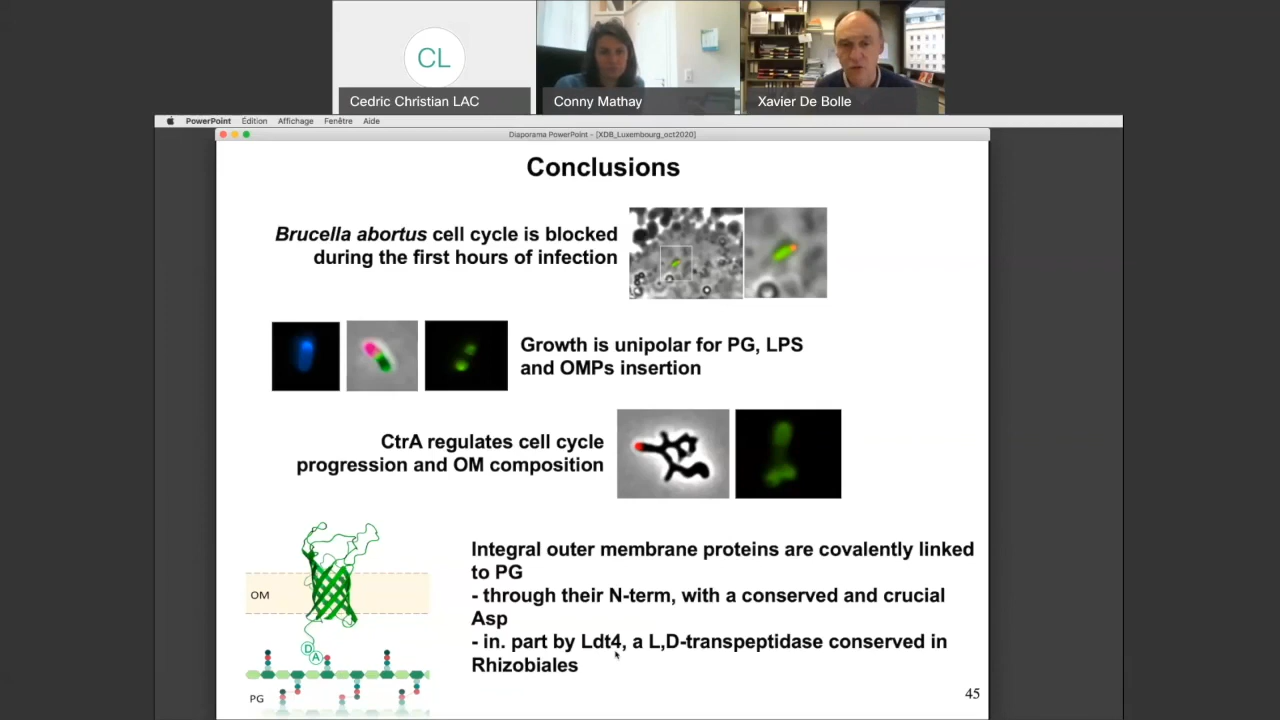 CL
Cedric Christian LAC
Conny Mathay
Xavier De Bolle
PowerPoint Édition Affichage Fenêtre Aide
Diaporama PowerPoint - [XDB_Luxembourg_oct2020]
Conclusions
Brucella abortus cell cycle is blocked
during the first hours of infection
Growth is unipolar for PG, LPS
and OMPs insertion
CtrA regulates cell cycle
progression and OM composition
Integral outer membrane proteins are covalently linked
to PG
- through their N-term, with a conserved and crucial
Asp
- in. part by Ldt4, a L,D-transpeptidase conserved in
Rhizobiales
OM
D
A
PG
45